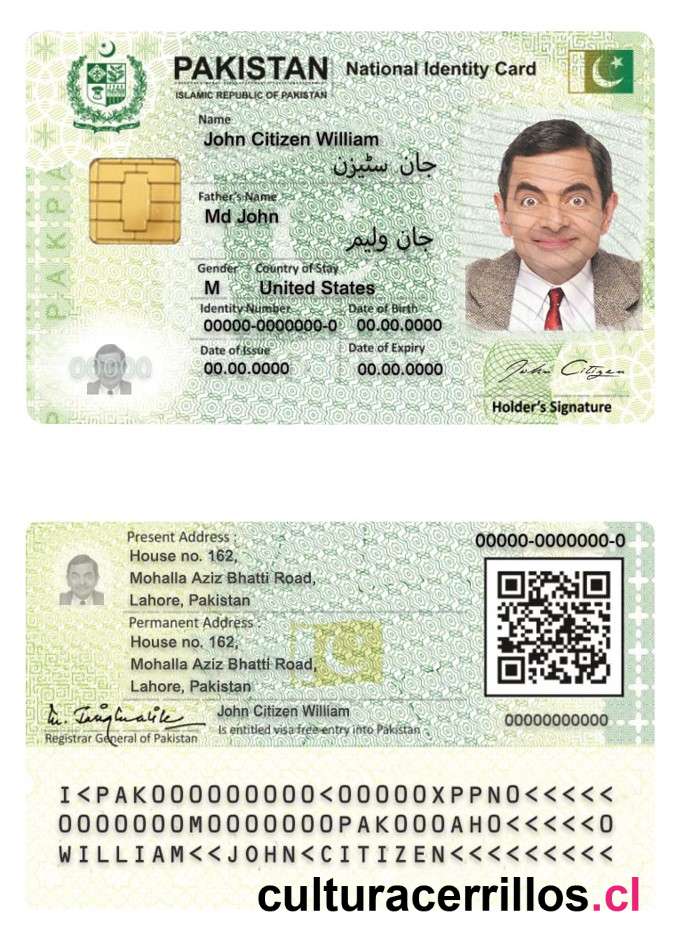 PAKISTAN National Identity Card
ISLAMIC REPUBLIC OF PAKISTAN
Name
John Citizen William
جان سٹیزن
Father's Name
Md John
جان ولیم
Gender Country of Stay
M United States
Identity Number Date of Birth
00000-0000000-0 00.00.0000
Date of Issue Date of Expiry
00.00.0000 00.00.0000
PAKPA
00000
John Citizen
Holder's Signature
Present Address :
House no. 162,
Mohalla Aziz Bhatti Road,
Lahore, Pakistan
00000-0000000-0
Permanent Address :
House no. 162,
Mohalla Aziz Bhatti Road,
Lahore, Pakistan
00000000000
Registrar General of Pakistan
John Citizen William
Is entitled visa free entry into Pakistan
I<PAK0000000000<00000XPPN0<<<<<
0000000M0000000PAK000AH0<<<<<0
WILLIAM<<JOHN<CITIZEN<<<<<<<<<
culturacerrillos.cl